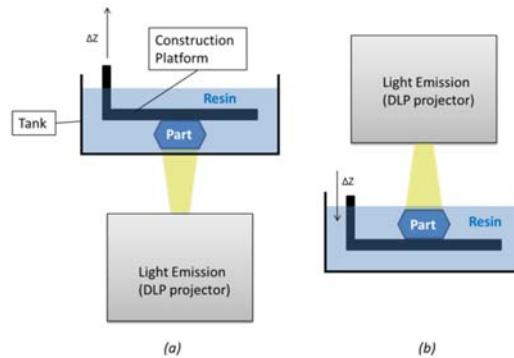 ΔZ
Construction
Platform
Resin
Tank
Part
Light Emission
(DLP projector)
(a)
Light Emission
(DLP projector)
ΔZ
Part
Resin
(b)